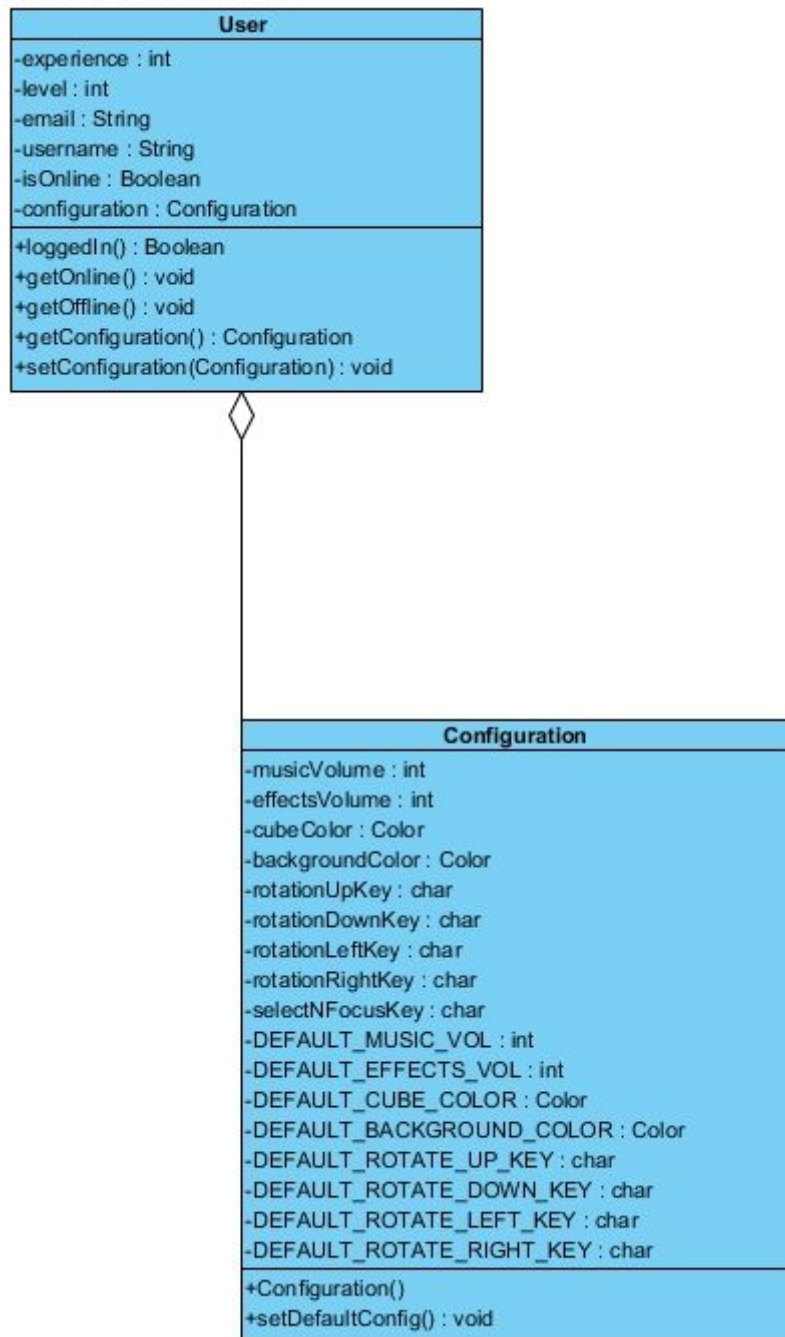 User
-experience : int
-level : int
-email : String
-username : String
-isOnline : Boolean
-configuration : Configuration
+loggedIn() : Boolean
+getOnline() : void
+getOffline() : void
+getConfiguration() : Configuration
+setConfiguration(Configuration) : void
Configuration
-musicVolume : int
-effectsVolume : int
-cubeColor : Color
-backgroundColor : Color
-rotationUpKey : char
-rotationDownKey : char
-rotationLeftKey : char
-rotationRightKey : char
-selectNFocusKey : char
-DEFAULT_MUSIC_VOL : int
-DEFAULT_EFFECTS_VOL : int
-DEFAULT_CUBE_COLOR : Color
-DEFAULT_BACKGROUND_COLOR : Color
-DEFAULT_ROTATE_UP_KEY : char
-DEFAULT_ROTATE_DOWN_KEY : char
-DEFAULT_ROTATE_LEFT_KEY : char
-DEFAULT_ROTATE_RIGHT_KEY : char
+Configuration()
+setDefaultConfig() : void